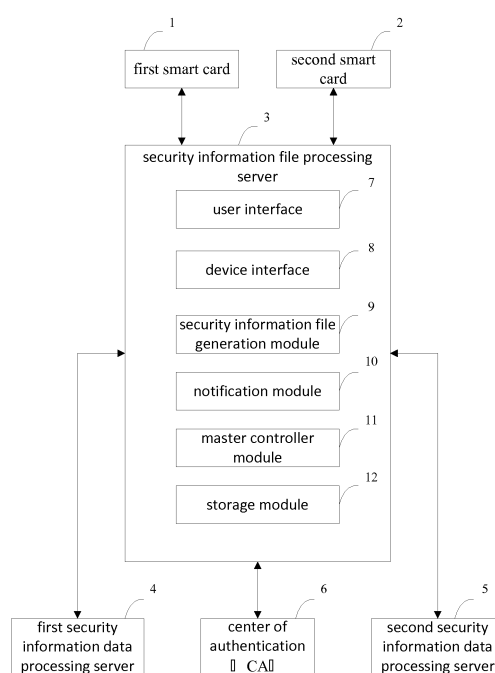 1
2
first smart card
second smart
card
3
security information file processing
server
7
user interface
8
device interface
9
security information file
generation module
10
notification module
11
master controller
module
12
storage module
4
6
5
first security
information data
processing server
center of
authentication
CA
second security
information data
processing server